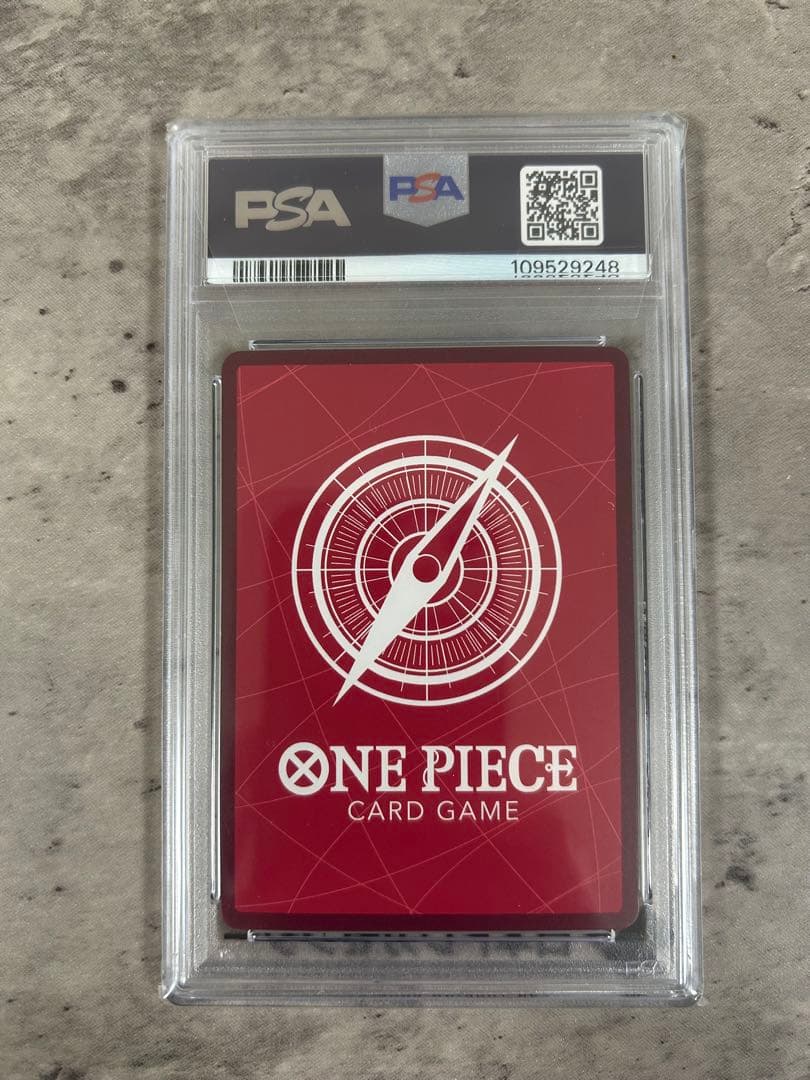 PSA
PSA
109529248
ONE PIECE
CARD GAME